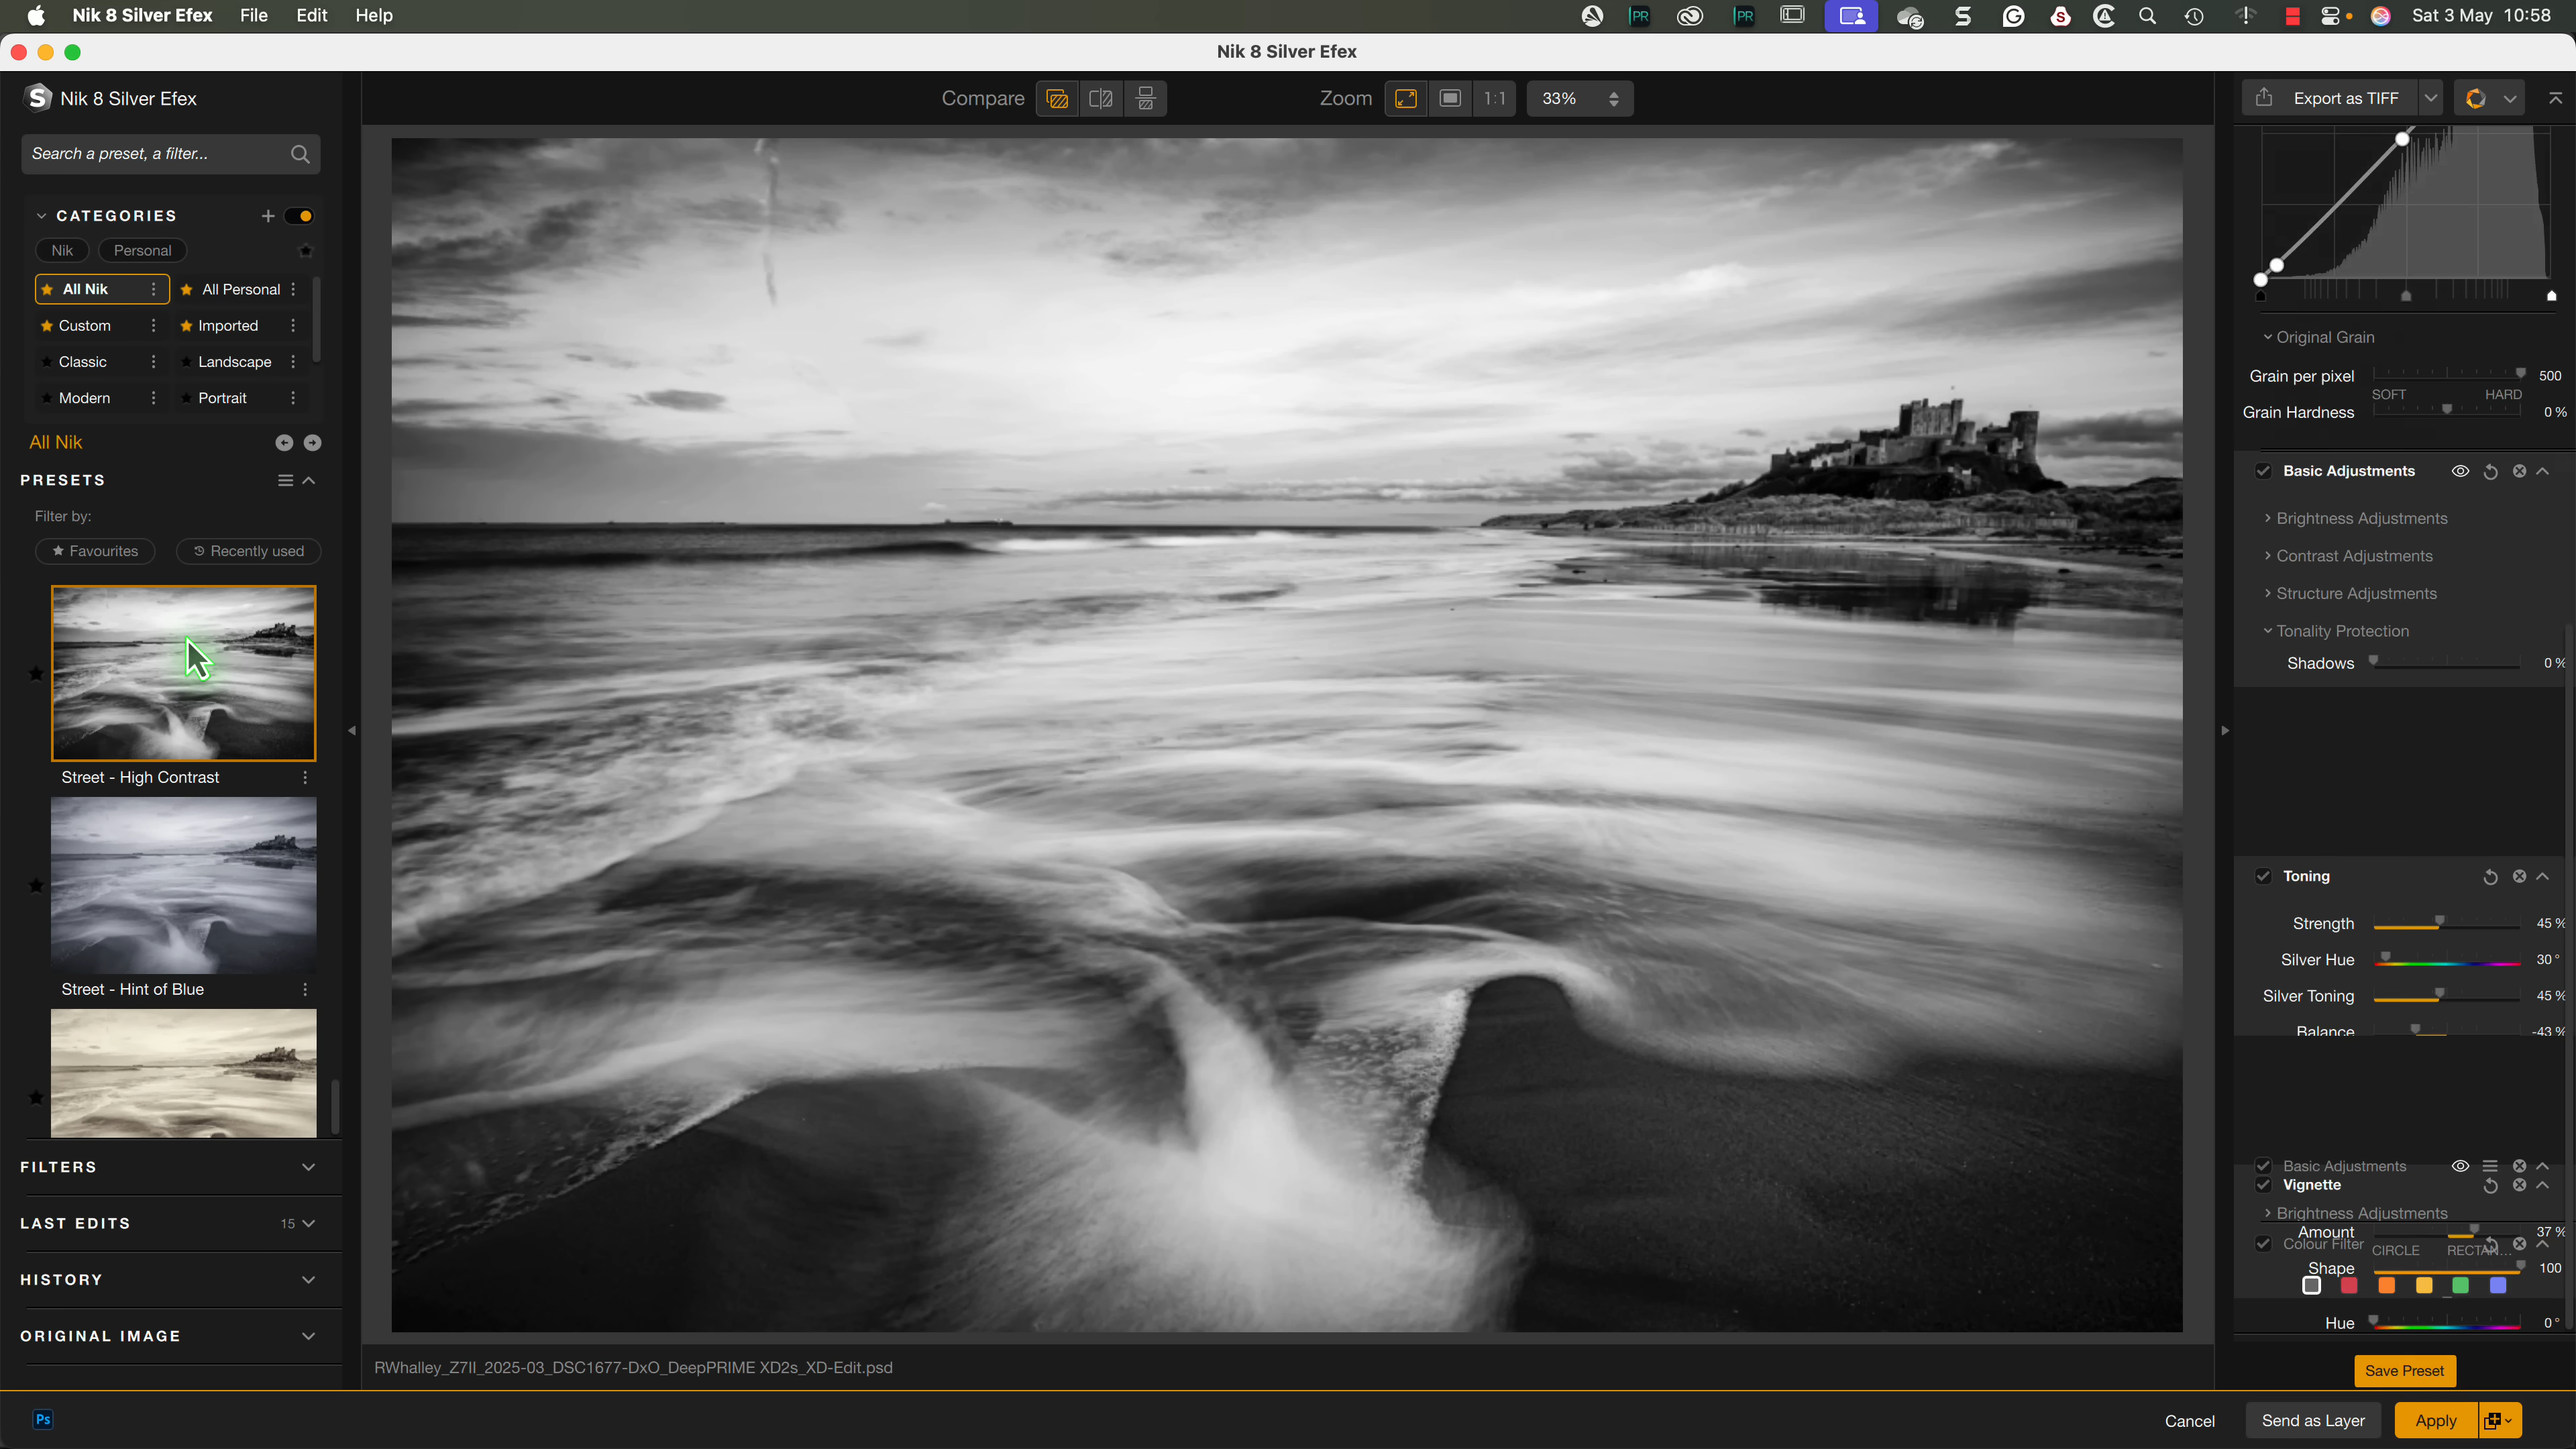 Nik 8 Silver Efex File Edit Help
PR PR Sat 3 May 10:58
Nik 8 Silver Efex
Nik 8 Silver Efex
Compare
Zoom 1:1 33%
Export as TIFF
Search a preset, a filter...
CATEGORIES
Nik Personal
All Nik All Personal
Custom Imported
Classic Landscape
Modern Portrait
All Nik
PRESETS
Filter by:
Favourites Recently used
Street - High Contrast
Street - Hint of Blue
FILTERS
LAST EDITS 15
HISTORY
ORIGINAL IMAGE
RWhalley_Z7II_2025-03_DSC1677-DxO_DeepPRIME XD2s_XD-Edit.psd
Original Grain
Grain per pixel 500
SOFT HARD
Grain Hardness 0 %
Basic Adjustments
Brightness Adjustments
Contrast Adjustments
Structure Adjustments
Tonality Protection
Shadows 0 %
Toning
Strength 45 %
Silver Hue 30 °
Silver Toning 45 %
Balance -43 %
Basic Adjustments
Vignette
Brightness Adjustments
Amount 37 %
Colour Filter CIRCLE
Shape 100
Hue 0 °
Save Preset
Ps
Cancel Send as Layer Apply